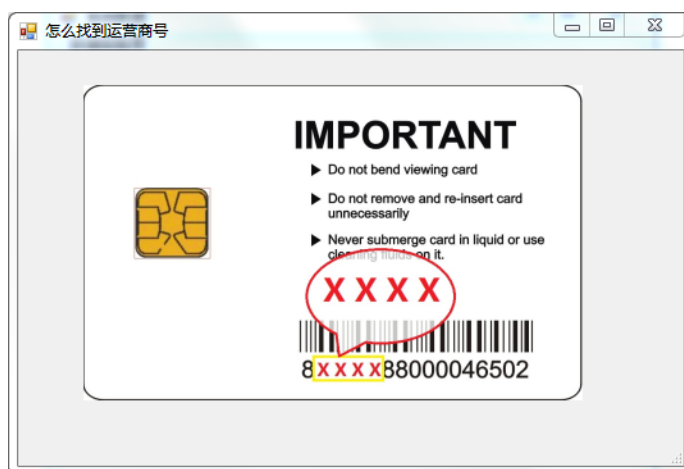 怎么找到运营商号
IMPORTANT
Do not bend viewing card
Do not remove and re-insert card
unnecessarily
Never submerge card in liquid or use
cleaning fluids on it.
X X X X
8XXXX88000046502